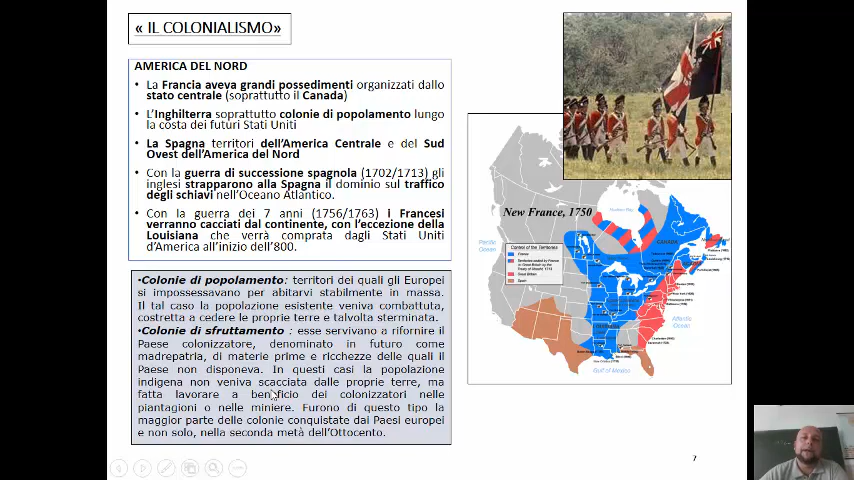 « IL COLONIALISMO»
AMERICA DEL NORD
• La Francia aveva grandi possedimenti organizzati dallo
stato centrale (soprattutto il Canada)
• L'Inghilterra soprattutto colonie di popolamento lungo
la costa dei futuri Stati Uniti
• La Spagna territori dell'America Centrale e del Sud
Ovest dell'America del Nord
• Con la guerra di successione spagnola (1702/1713) gli
inglesi strapparono alla Spagna il dominio sul traffico
degli schiavi nell'Oceano Atlantico.
• Con la guerra dei 7 anni (1756/1763) i Francesi
verranno cacciati dal continente, con l'eccezione della
Louisiana che verrà comprata dagli Stati Uniti
d'America all'inizio dell'800.
•Colonie di popolamento: territori dei quali gli Europei
si impossessavano per abitarvi stabilmente in massa.
Il tal caso la popolazione esistente veniva combattuta,
costretta a cedere le proprie terre e talvolta sterminata.
•Colonie di sfruttamento : esse servivano a rifornire il
Paese colonizzatore, denominato in futuro come
madrepatria, di materie prime e ricchezze delle quali il
Paese non disponeva. In questi casi la popolazione
indigena non veniva scacciata dalle proprie terre, ma
fatta lavorare a beneficio dei colonizzatori nelle
piantagioni o nelle miniere. Furono di questo tipo la
maggior parte delle colonie conquistate dai Paesi europei
e non solo, nella seconda metà dell'Ottocento.
New France, 1750
Hudson Bay
Control of the Territories
France
Great Britain
Spain
CANADA
Pacific
Ocean
Atlantic
Ocean
Gulf of Mexico
7